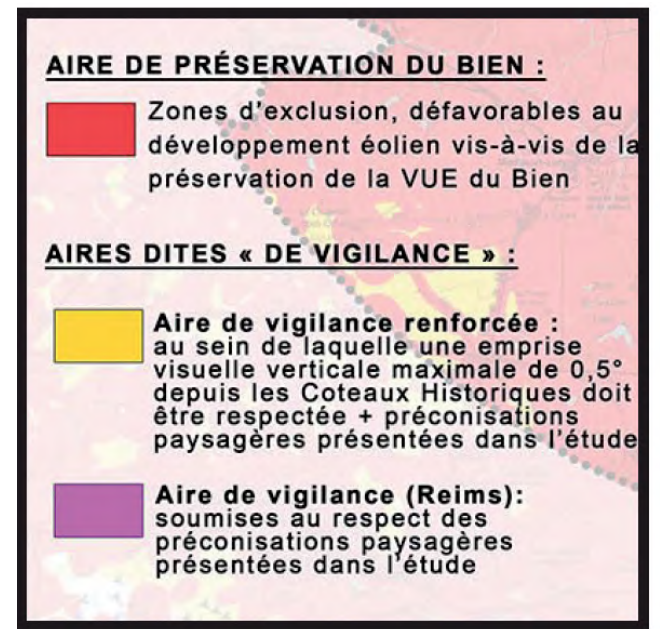 AIRE DE PRÉSERVATION DU BIEN :
Zones d'exclusion, défavorables au
développement éolien vis-à-vis de la
préservation de la VUE du Bien
AIRES DITES « DE VIGILANCE » :
Aire de vigilance renforcée :
au sein de laquelle une emprise
visuelle verticale maximale de 0,5°
depuis les Coteaux Historiques doit
être respectée + préconisations
paysagères présentées dans l'étude
Aire de vigilance (Reims):
soumises au respect des
préconisations paysagères
présentées dans l'étude